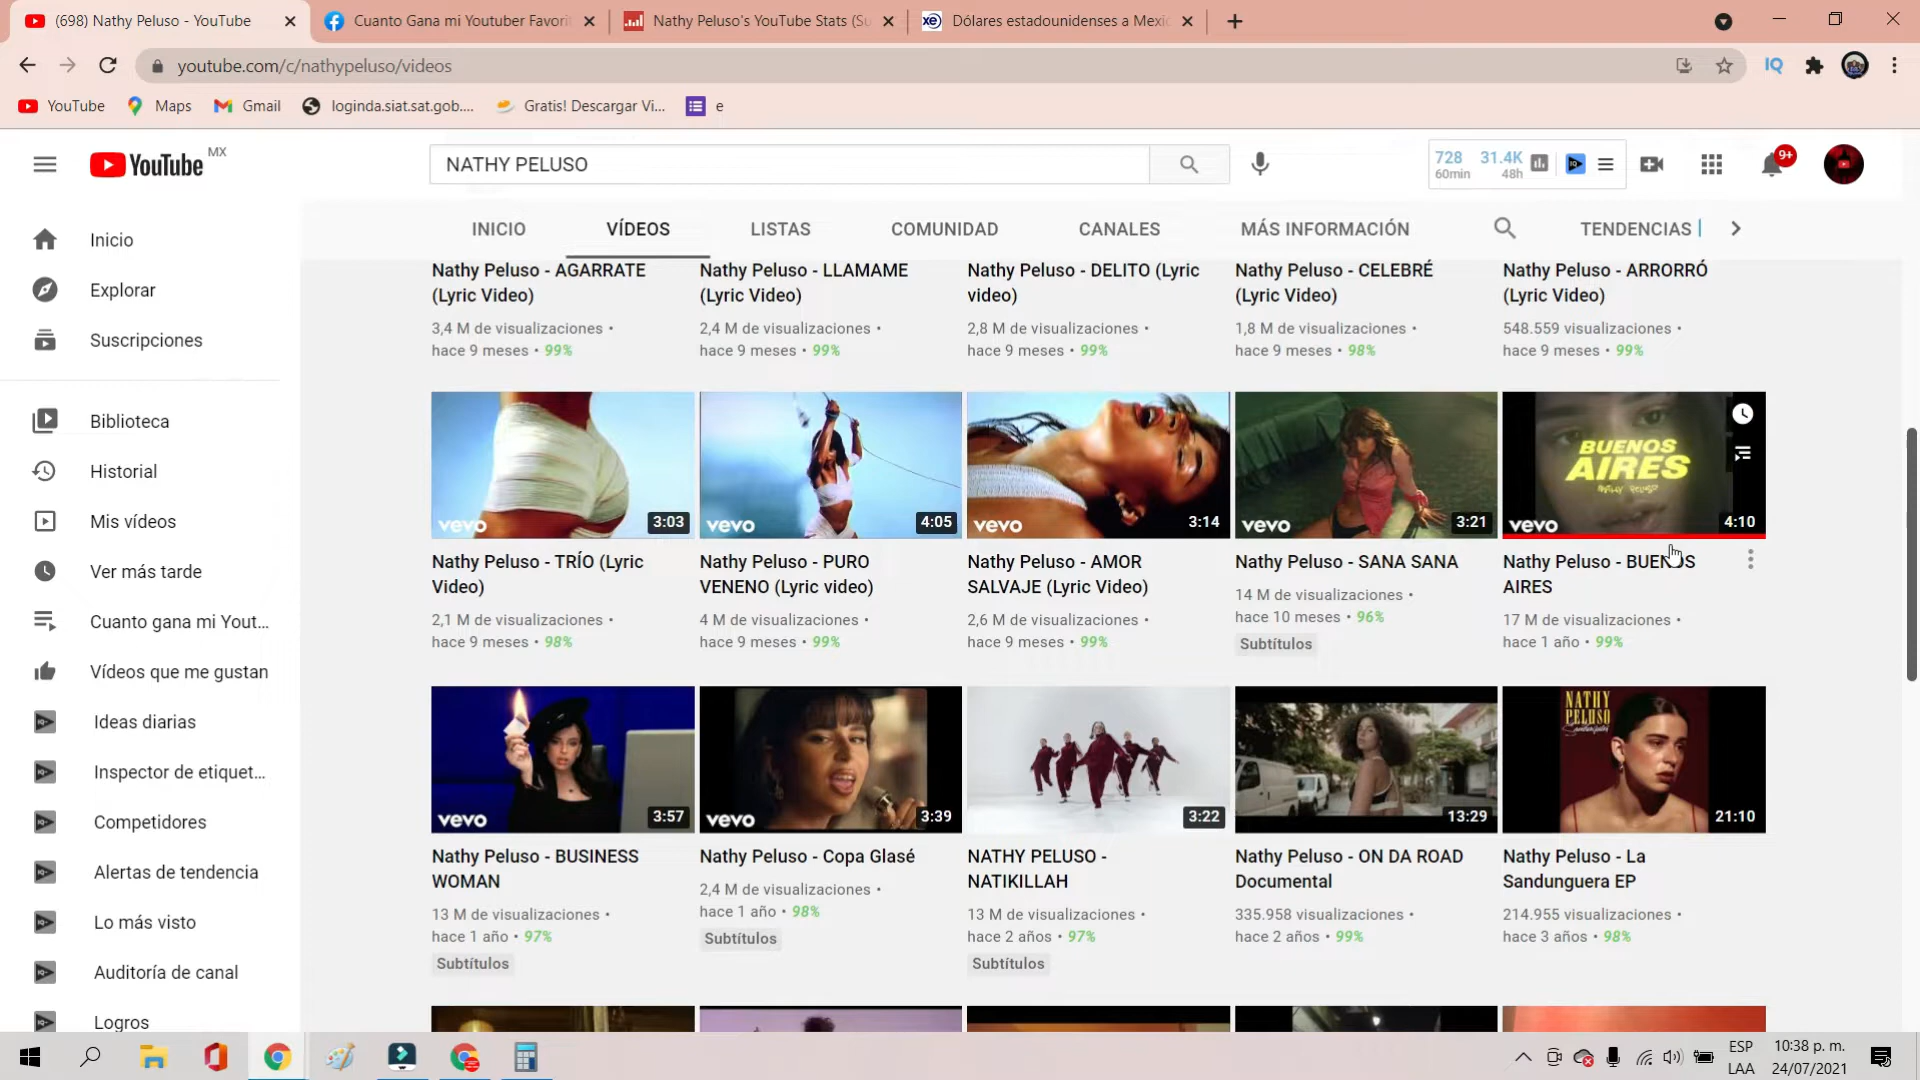 (698) Nathy Peluso - YouTube
Cuanto Gana mi Youtuber Favorit
Nathy Peluso's YouTube Stats (Su
xe Dólares estadounidenses a Mexic
youtube.com/c/nathypeluso/videos
IQ
YouTube
Maps
Gmail
loginda.siat.sat.gob....
Gratis! Descargar Vi...
e
YouTube MX
NATHY PELUSO
728 31.4K
60min 48h
9+
INICIO
VÍDEOS
LISTAS
COMUNIDAD
CANALES
MÁS INFORMACIÓN
TENDENCIAS
Inicio
Explorar
Suscripciones
Biblioteca
Historial
Mis vídeos
Ver más tarde
Cuanto gana mi Yout...
Vídeos que me gustan
Ideas diarias
Inspector de etiquet...
Competidores
Alertas de tendencia
Lo más visto
Auditoría de canal
Logros
Nathy Peluso - AGARRATE
(Lyric Video)
3,4 M de visualizaciones •
hace 9 meses • 99%
Nathy Peluso - LLAMAME
(Lyric Video)
2,4 M de visualizaciones •
hace 9 meses • 99%
Nathy Peluso - DELITO (Lyric
video)
2,8 M de visualizaciones •
hace 9 meses • 99%
Nathy Peluso - CELEBRÉ
(Lyric Video)
1,8 M de visualizaciones •
hace 9 meses • 98%
Nathy Peluso - ARRORRÓ
(Lyric Video)
548.559 visualizaciones •
hace 9 meses • 99%
vevo 3:03
Nathy Peluso - TRÍO (Lyric
Video)
2,1 M de visualizaciones •
hace 9 meses • 98%
vevo 4:05
Nathy Peluso - PURO
VENENO (Lyric video)
4 M de visualizaciones •
hace 9 meses • 99%
vevo 3:14
Nathy Peluso - AMOR
SALVAJE (Lyric Video)
2,6 M de visualizaciones •
hace 9 meses • 99%
vevo 3:21
Nathy Peluso - SANA SANA
14 M de visualizaciones •
hace 10 meses • 96%
Subtítulos
BUENOS
AIRES
NATHY PELUSO
vevo 4:10
Nathy Peluso - BUENOS
AIRES
17 M de visualizaciones •
hace 1 año • 99%
vevo 3:57
Nathy Peluso - BUSINESS
WOMAN
13 M de visualizaciones •
hace 1 año • 97%
Subtítulos
vevo 3:39
Nathy Peluso - Copa Glasé
2,4 M de visualizaciones •
hace 1 año • 98%
Subtítulos
3:22
NATHY PELUSO -
NATIKILLAH
13 M de visualizaciones •
hace 2 años • 97%
Subtítulos
13:29
Nathy Peluso - ON DA ROAD
Documental
335.958 visualizaciones •
hace 2 años • 99%
NATHY
PELUSO
Sandunguera
21:10
Nathy Peluso - La
Sandunguera EP
214.955 visualizaciones •
hace 3 años • 98%
ESP
LAA
10:38 p. m.
24/07/2021